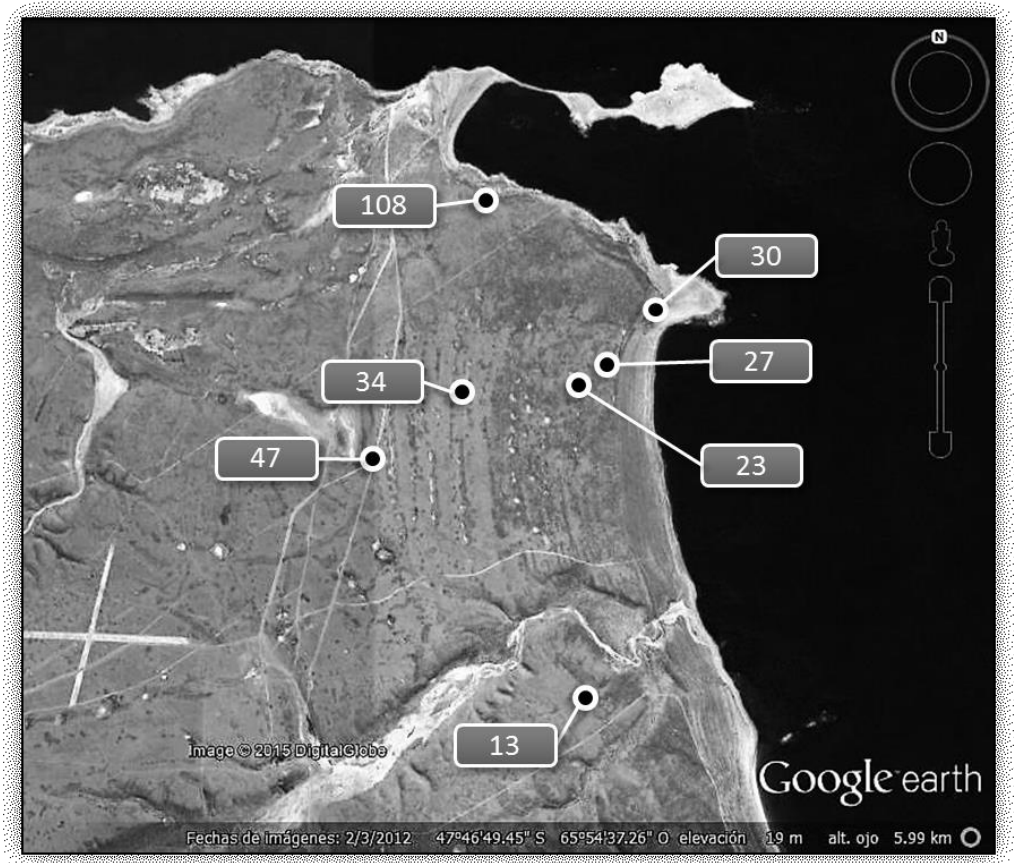 N
108
30
27
34
47
23
13
Image © 2015 DigitalGlobe
Google earth
Fechas de imágenes: 2/3/2012 47°46'49.45" S 65°54'37.26" O elevación 19 m alt. ojo 5.99 km